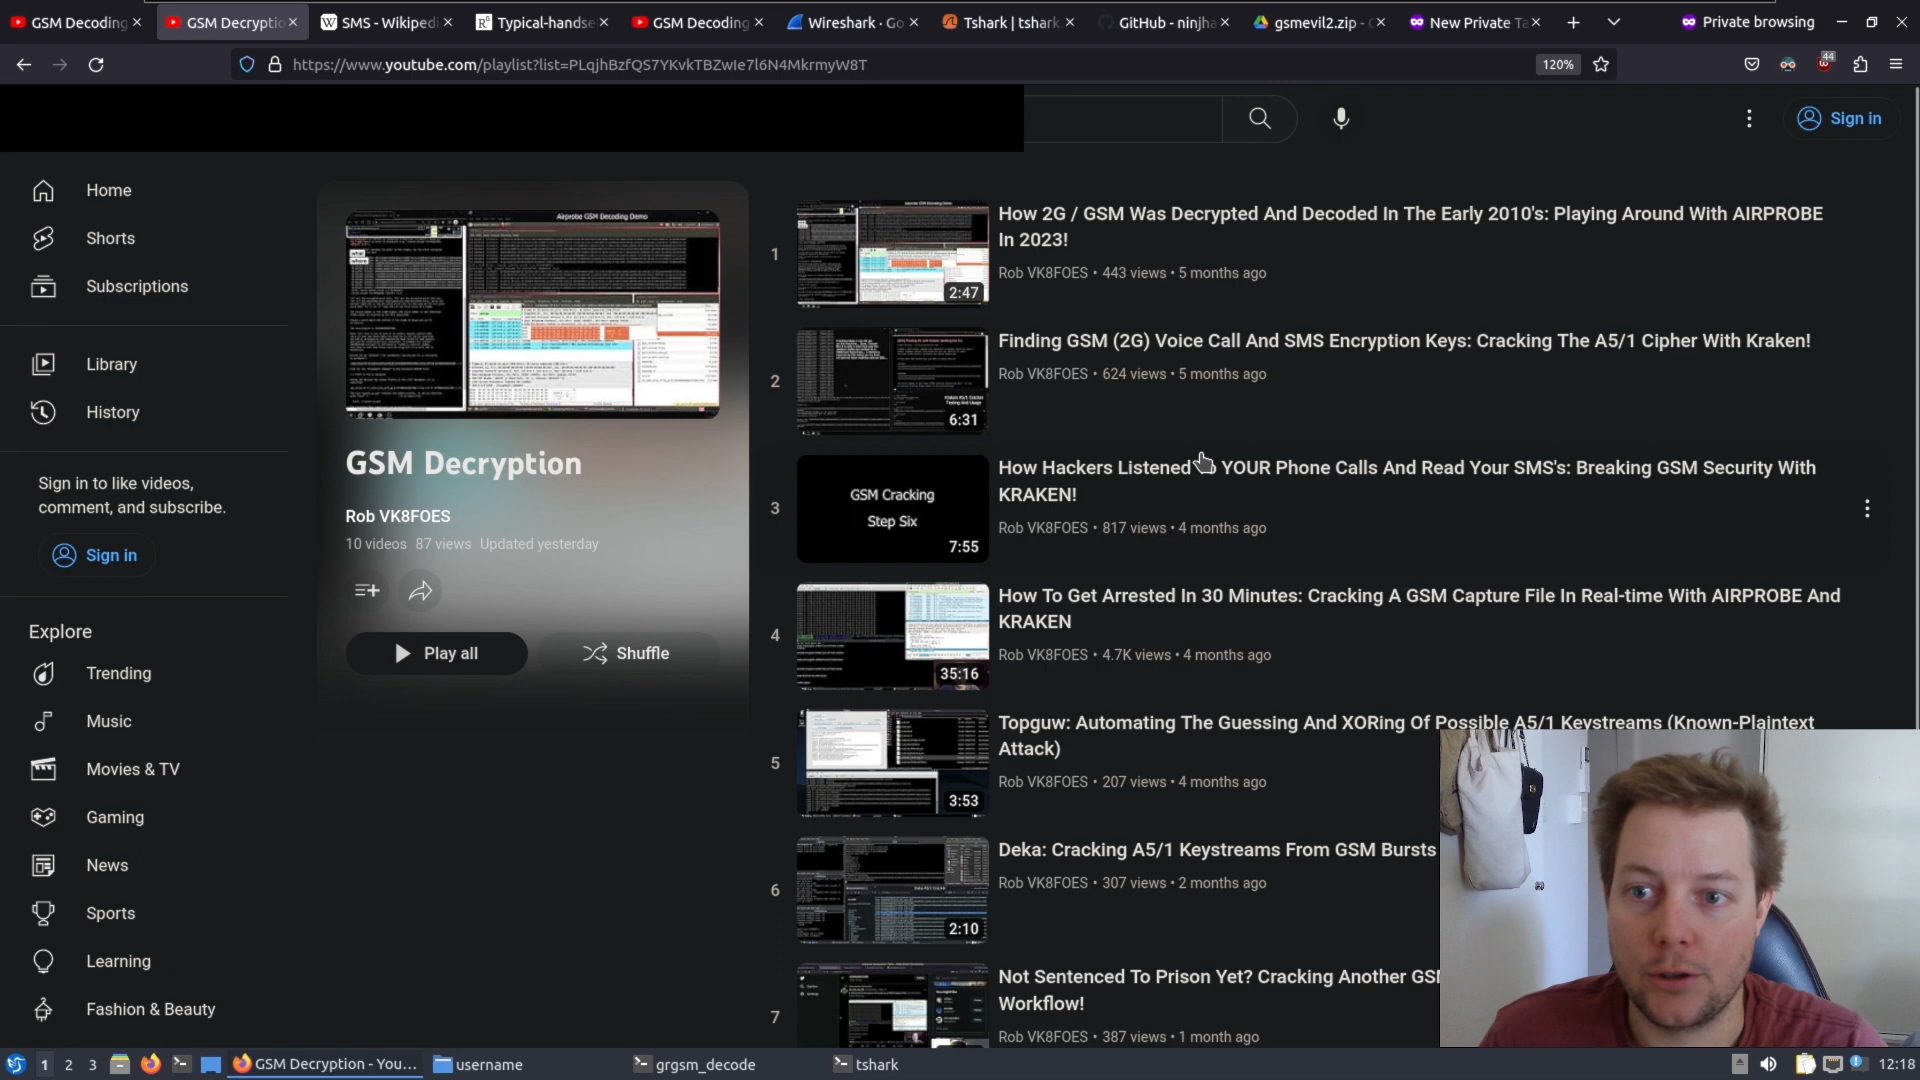 GSM Decoding
GSM Decryptio
SMS - Wikipedi
Typical-handse
GSM Decoding
Wireshark · Go
Tshark | tshark.
GitHub - ninjha
gsmevil2.zip -
New Private Ta
Private browsing
https://www.youtube.com/playlist?list=PLqjhBzfQS7YKvkTBZwIe7l6N4MkrmyW8T
120%
44
Sign in
Home
Shorts
Subscriptions
Library
History
Sign in to like videos,
comment, and subscribe.
Sign in
Explore
Trending
Music
Movies & TV
Gaming
News
Sports
Learning
Fashion & Beauty
Airprobe GSM Decoding Demo
GSM Decryption
Rob VK8FOES
10 videos 87 views Updated yesterday
Play all
Shuffle
1
2:47
How 2G / GSM Was Decrypted And Decoded In The Early 2010's: Playing Around With AIRPROBE
In 2023!
Rob VK8FOES • 443 views • 5 months ago
2
6:31
Finding GSM (2G) Voice Call And SMS Encryption Keys: Cracking The A5/1 Cipher With Kraken!
Rob VK8FOES • 624 views • 5 months ago
3
GSM Cracking
Step Six
7:55
How Hackers Listened YOUR Phone Calls And Read Your SMS's: Breaking GSM Security With
KRAKEN!
Rob VK8FOES • 817 views • 4 months ago
4
35:16
How To Get Arrested In 30 Minutes: Cracking A GSM Capture File In Real-time With AIRPROBE And
KRAKEN
Rob VK8FOES • 4.7K views • 4 months ago
5
3:53
Topguw: Automating The Guessing And XORing Of Possible A5/1 Keystreams (Known-Plaintext
Attack)
Rob VK8FOES • 207 views • 4 months ago
6
2:10
Deka: Cracking A5/1 Keystreams From GSM Bursts
Rob VK8FOES • 307 views • 2 months ago
7
Not Sentenced To Prison Yet? Cracking Another GSM
Workflow!
Rob VK8FOES • 387 views • 1 month ago
1 2 3
GSM Decryption - You...
username
grgsm_decode
tshark
12:18